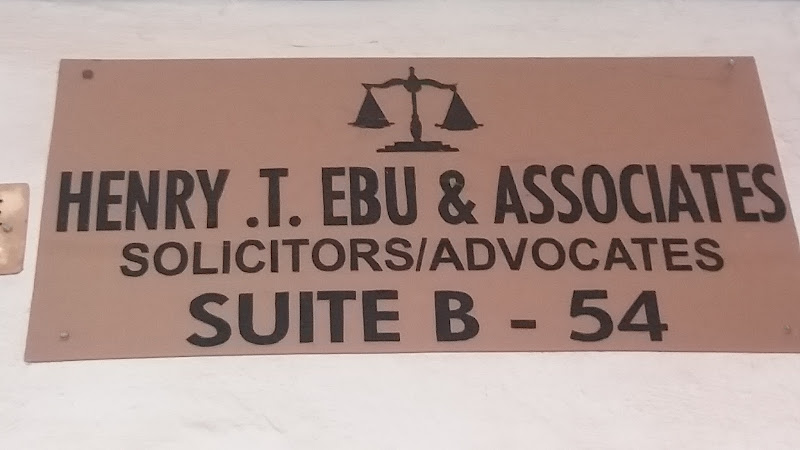 HENRY .T. EBU & ASSOCIATES
SOLICITORS/ADVOCATES
SUITE B - 54